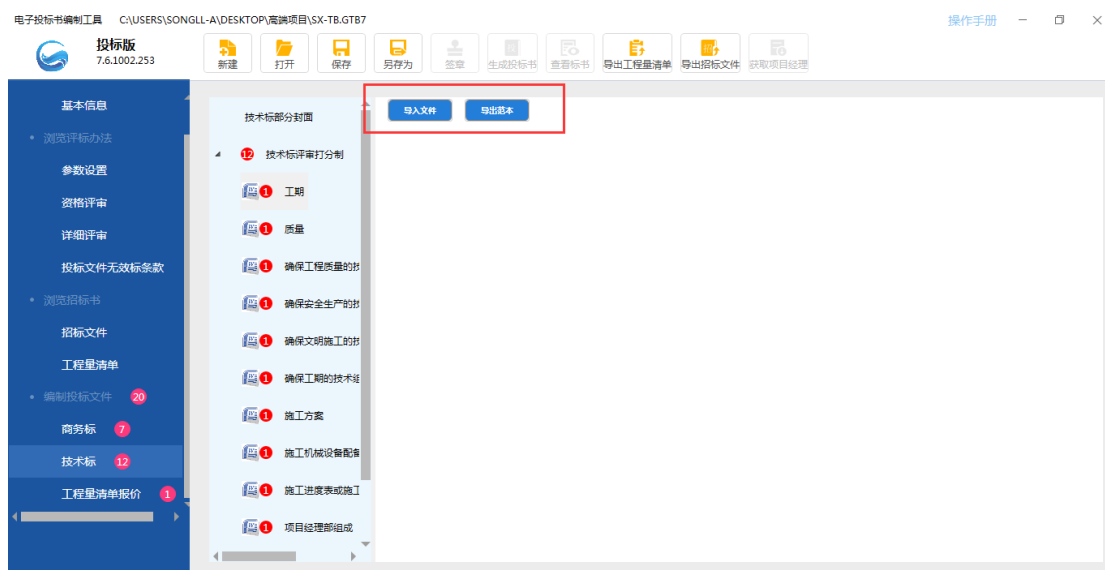 电子投标书编制工具 C:\USERS\SONGLL-A\DESKTOP\高端项目\SX-TB.GTB7
操作手册
投标版
7.6.1002.253
新建
打开
保存
另存为
签章
生成投标书
查看标书
导出工程量清单
导出招标文件
获取项目经理
基本信息
浏览评标办法
参数设置
资格评审
详细评审
投标文件无效标条款
浏览招标书
招标文件
工程量清单
编制投标文件 20
商务标 7
技术标 12
工程量清单报价 1
技术标部分封面
12 技术标评审打分制
1 工期
1 质量
1 确保工程质量的技
1 确保安全生产的技
1 确保文明施工的技
1 确保工期的技术组
1 施工方案
1 施工机械设备配备
1 施工进度表或施工
1 项目经理部组成
导入文件
导出范本